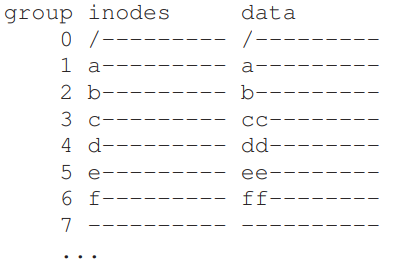 group inodes     data
    0 /--------- /---------
    1 a--------- a---------
    2 b--------- b---------
    3 c--------- cc--------
    4 d--------- dd--------
    5 e--------- ee--------
    6 f--------- ff--------
    7 ---------- ----------
    ...